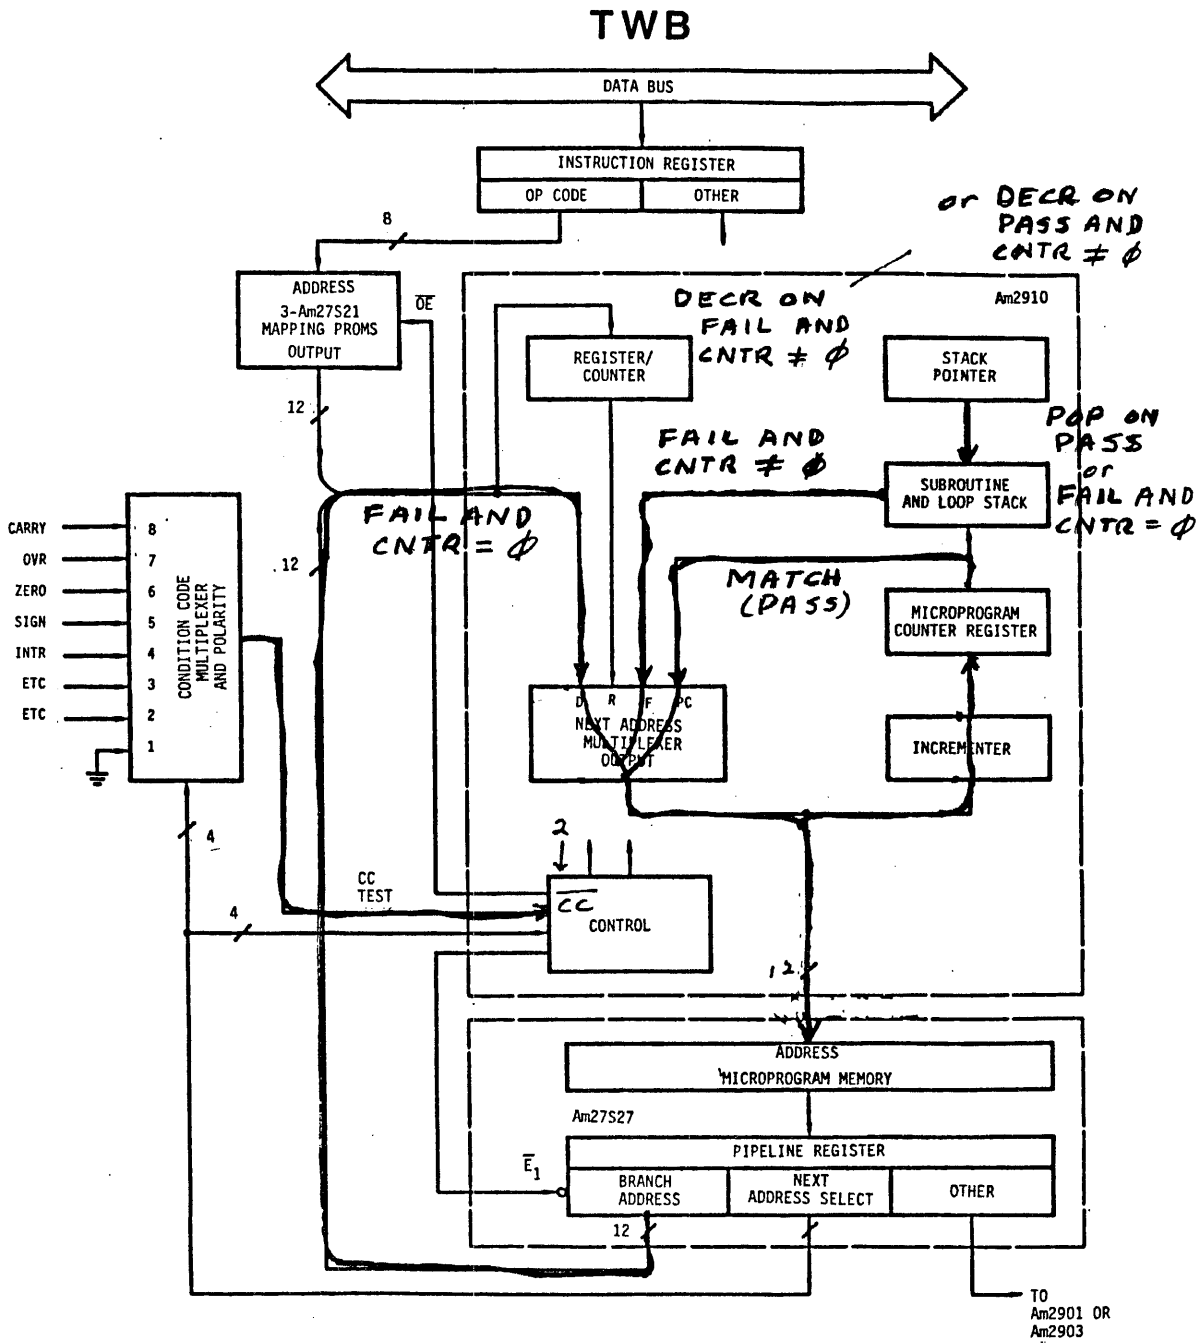 TWB
DATA BUS
INSTRUCTION REGISTER
OP CODE
OTHER
or DECR ON
PASS AND
CNTR ≠ φ
8
ADDRESS
3-Am27S21
MAPPING PROMS
OUTPUT
OE
Am2910
DECR ON
FAIL AND
CNTR ≠ φ
REGISTER/
COUNTER
STACK
POINTER
12
POP ON
PASS
or
FAIL AND
CNTR = φ
FAIL AND
CNTR ≠ φ
SUBROUTINE
AND LOOP STACK
FAIL AND
CNTR = φ
12
CARRY
OVR
ZERO
SIGN
INTR
ETC
ETC
8
7
6
5
4
3
2
1
CONDITION CODE
MULTIPLEXER
AND POLARITY
MATCH
(PASS)
MICROPROGRAM
COUNTER REGISTER
D R F PC
NEXT ADDRESS
MULTIPLEXER
OUTPUT
INCREMENTER
4
2
CC
TEST
CC
CONTROL
4
12
ADDRESS
MICROPROGRAM MEMORY
Am27S27
PIPELINE REGISTER
E1
BRANCH
ADDRESS
NEXT
ADDRESS SELECT
OTHER
12
TO
Am2901 OR
Am2903